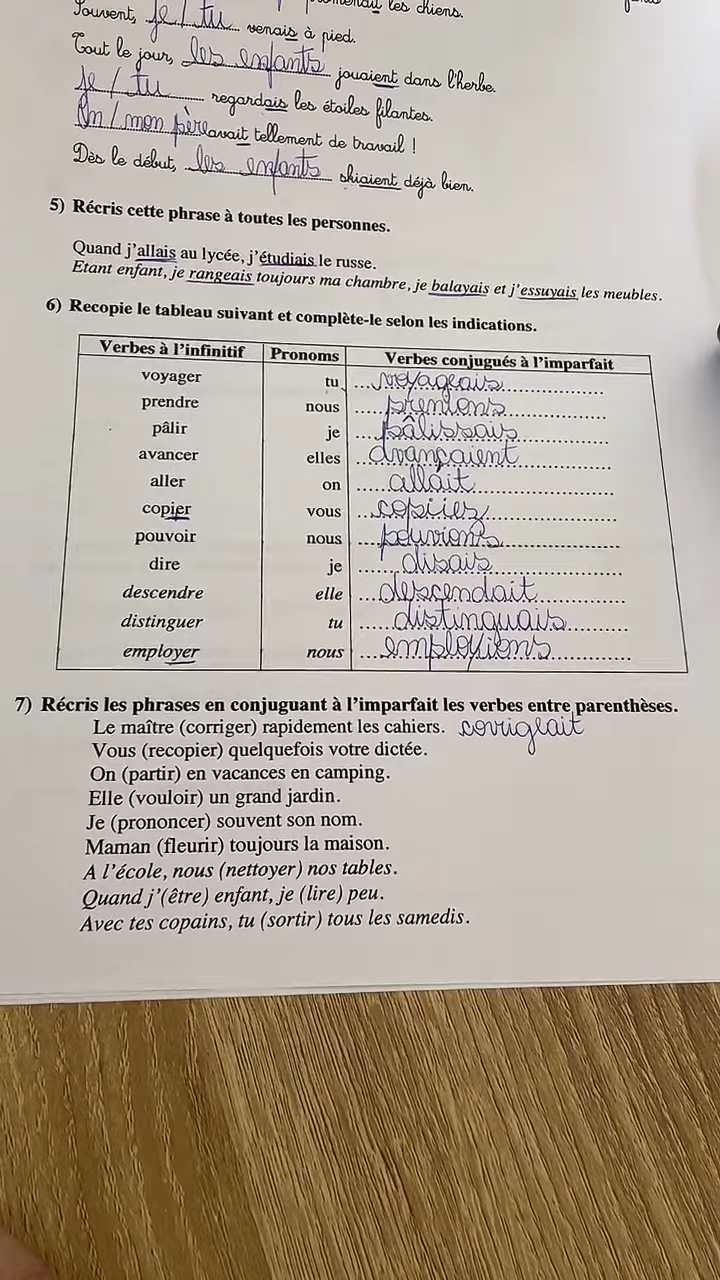 les chiens.
Souvent, je / tu venais à pied.
Tout le jour, les enfants jouaient dans l'herbe.
Je / tu regardais les étoiles filantes.
On / mon père avait tellement de travail !
Dès le début, les enfants skiaient déjà bien.
5) Récris cette phrase à toutes les personnes.
Quand j'allais au lycée, j'étudiais le russe.
Etant enfant, je rangeais toujours ma chambre, je balayais et j'essuyais les meubles.
6) Recopie le tableau suivant et complète-le selon les indications.
Verbes à l'infinitif Pronoms Verbes conjugués à l'imparfait
voyager tu voyageais
prendre nous prenions
pâlir je pâlissais
avancer elles avançaient
aller on allait
copier vous copiiez
pouvoir nous pouvions
dire je disais
descendre elle descendait
distinguer tu distinguais
employer nous employions
7) Récris les phrases en conjuguant à l'imparfait les verbes entre parenthèses.
Le maître (corriger) rapidement les cahiers. corrigeait
Vous (recopier) quelquefois votre dictée.
On (partir) en vacances en camping.
Elle (vouloir) un grand jardin.
Je (prononcer) souvent son nom.
Maman (fleurir) toujours la maison.
A l'école, nous (nettoyer) nos tables.
Quand j'(être) enfant, je (lire) peu.
Avec tes copains, tu (sortir) tous les samedis.